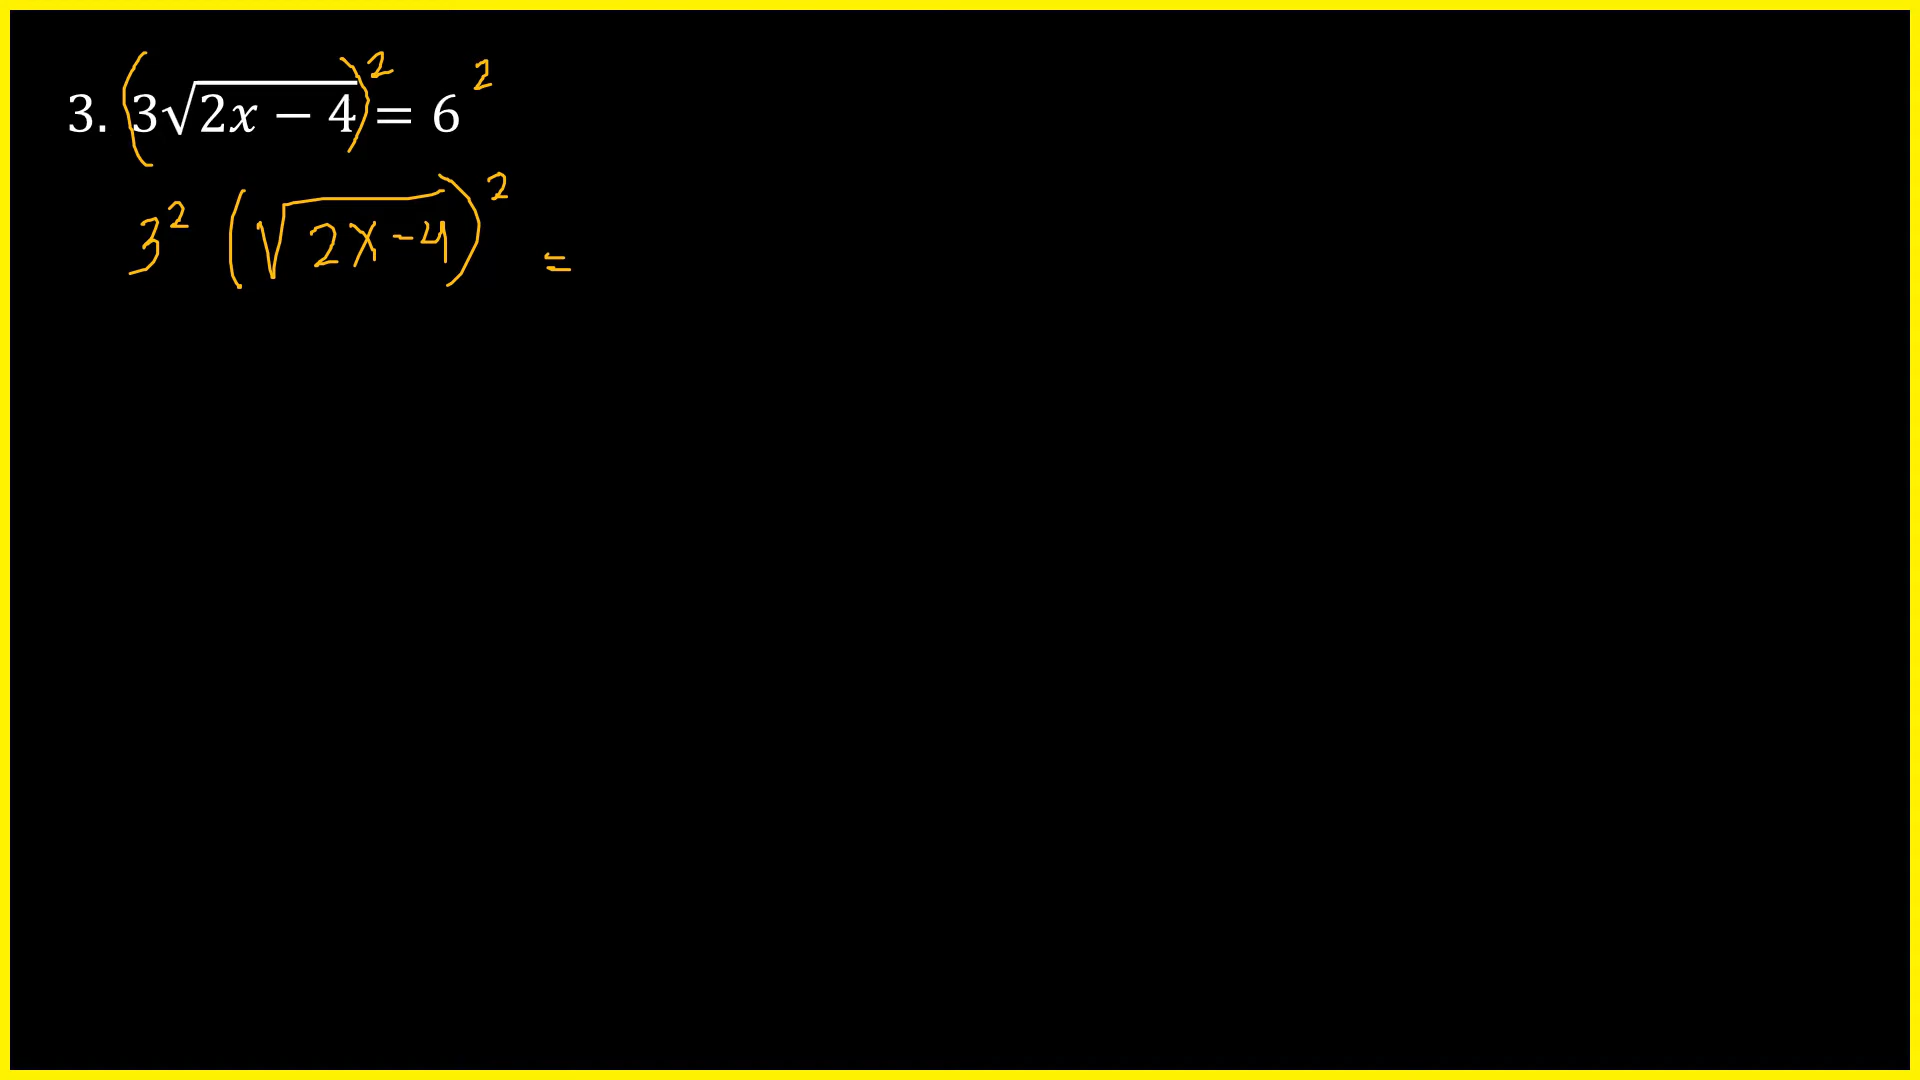 3. (3√(2x − 4))² = 6²
3² (√(2x-4))² =